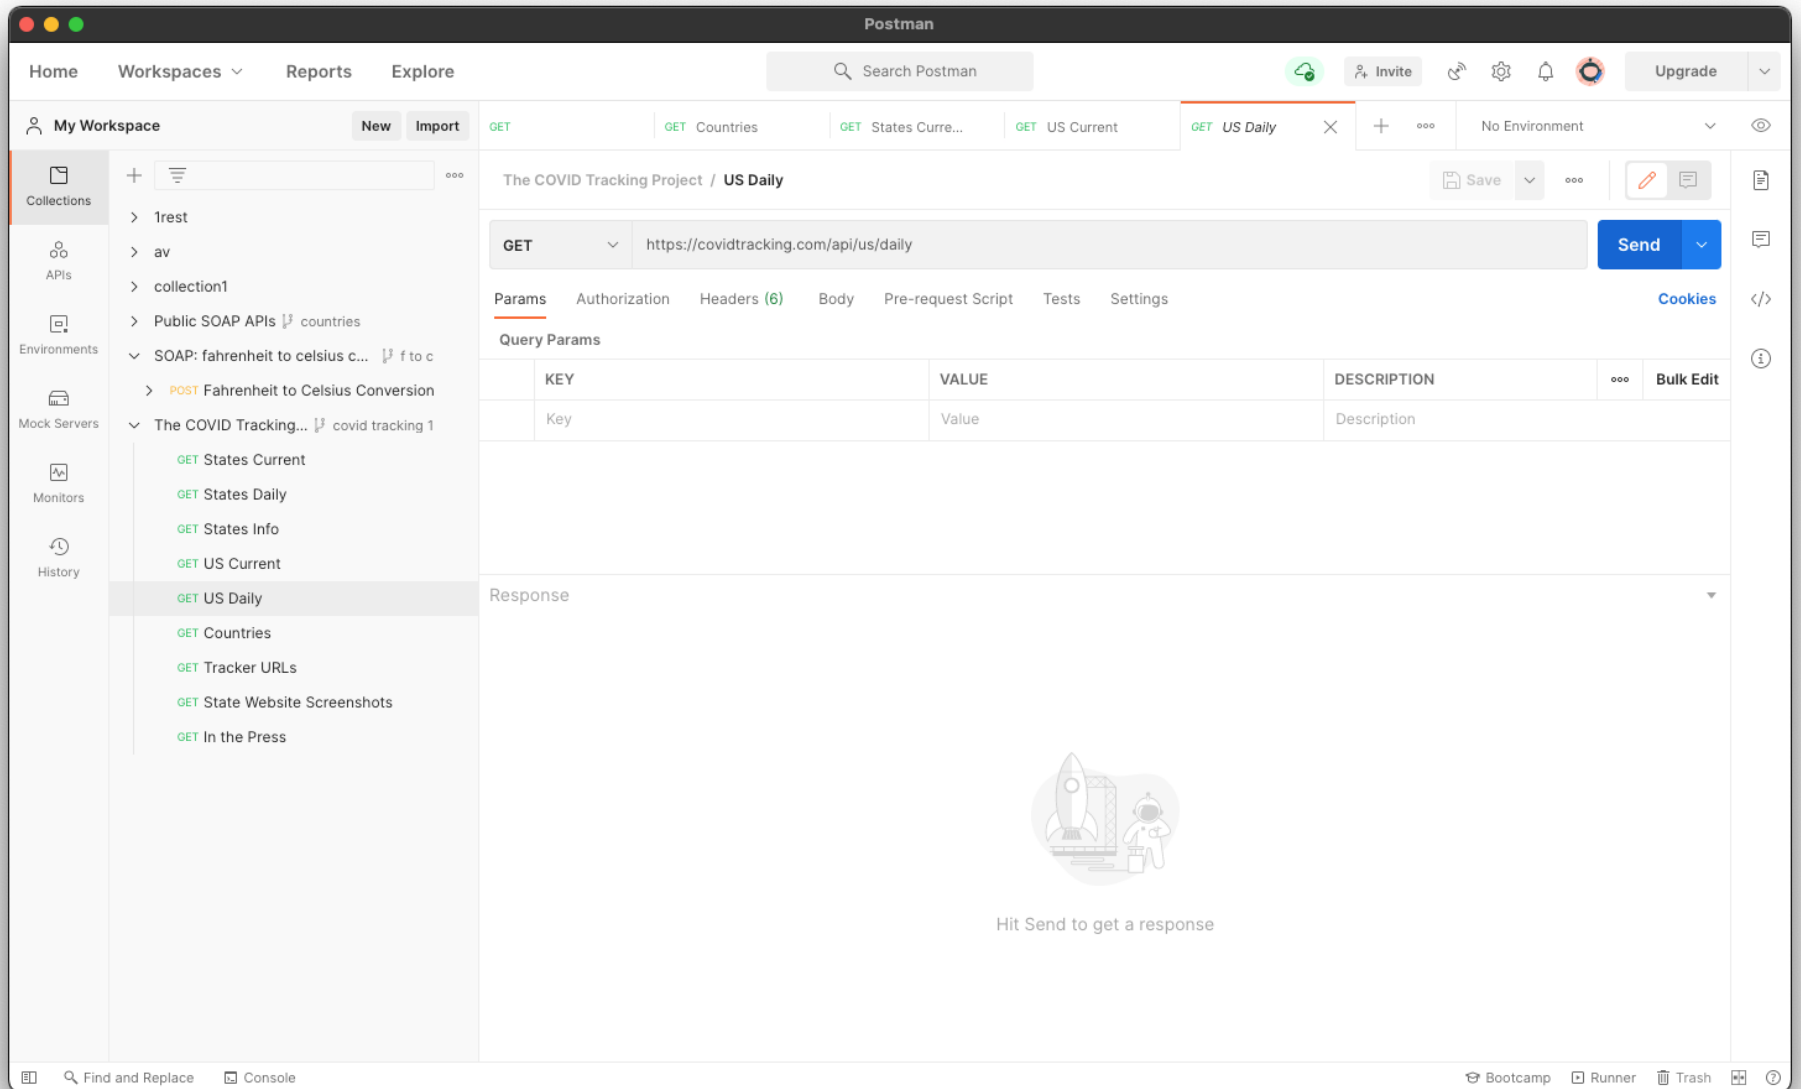 Postman
Home Workspaces Reports Explore Search Postman Invite Upgrade
My Workspace New Import GET GET Countries GET States Curre... GET US Current GET US Daily No Environment
Collections
APIs
Environments
Mock Servers
Monitors
History
1rest
av
collection1
Public SOAP APIs countries
SOAP: fahrenheit to celsius c... f to c
POST Fahrenheit to Celsius Conversion
The COVID Tracking... covid tracking 1
GET States Current
GET States Daily
GET States Info
GET US Current
GET US Daily
GET Countries
GET Tracker URLs
GET State Website Screenshots
GET In the Press
The COVID Tracking Project / US Daily Save
GET https://covidtracking.com/api/us/daily Send
Params Authorization Headers (6) Body Pre-request Script Tests Settings Cookies
Query Params
KEY VALUE DESCRIPTION Bulk Edit
Key Value Description
Response
Hit Send to get a response
Find and Replace Console Bootcamp Runner Trash